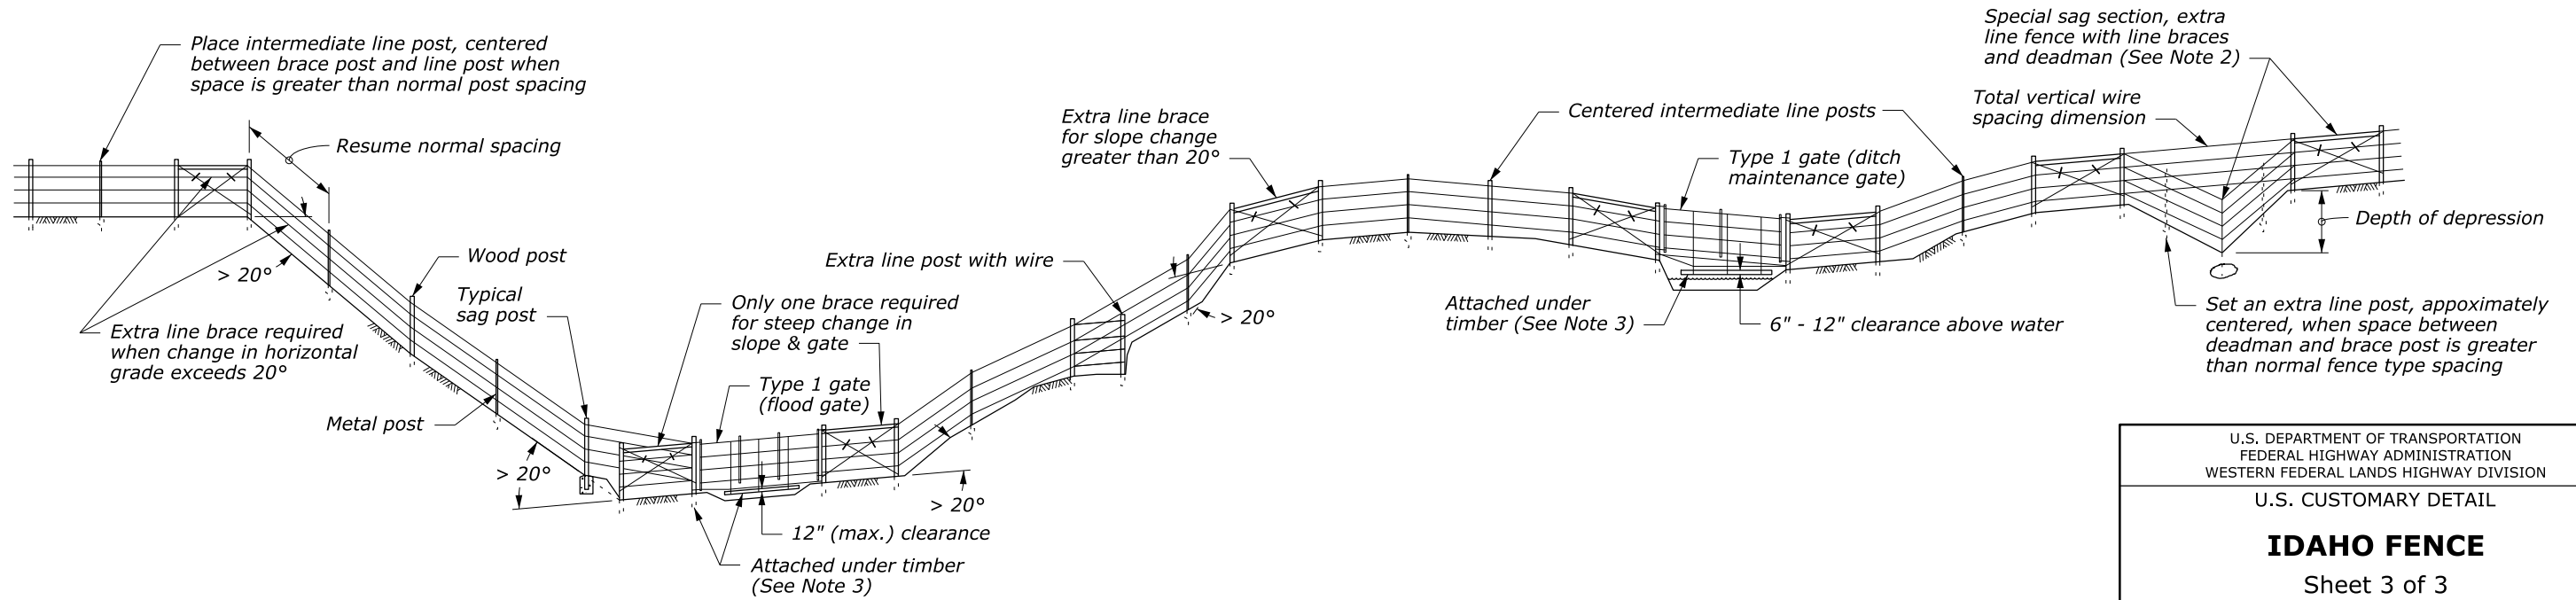 Place intermediate line post, centered
between brace post and line post when
space is greater than normal post spacing
Resume normal spacing
> 20°
Extra line brace required
when change in horizontal
grade exceeds 20°
Wood post
Typical
sag post
Metal post
> 20°
Only one brace required
for steep change in
slope & gate
Type 1 gate
(flood gate)
12" (max.) clearance
Attached under timber
(See Note 3)
> 20°
Extra line post with wire
> 20°
Extra line brace
for slope change
greater than 20°
Centered intermediate line posts
Type 1 gate (ditch
maintenance gate)
Attached under
timber (See Note 3)
6" - 12" clearance above water
Special sag section, extra
line fence with line braces
and deadman (See Note 2)
Total vertical wire
spacing dimension
Depth of depression
Set an extra line post, appoximately
centered, when space between
deadman and brace post is greater
than normal fence type spacing
U.S. DEPARTMENT OF TRANSPORTATION
FEDERAL HIGHWAY ADMINISTRATION
WESTERN FEDERAL LANDS HIGHWAY DIVISION
U.S. CUSTOMARY DETAIL
IDAHO FENCE
Sheet 3 of 3